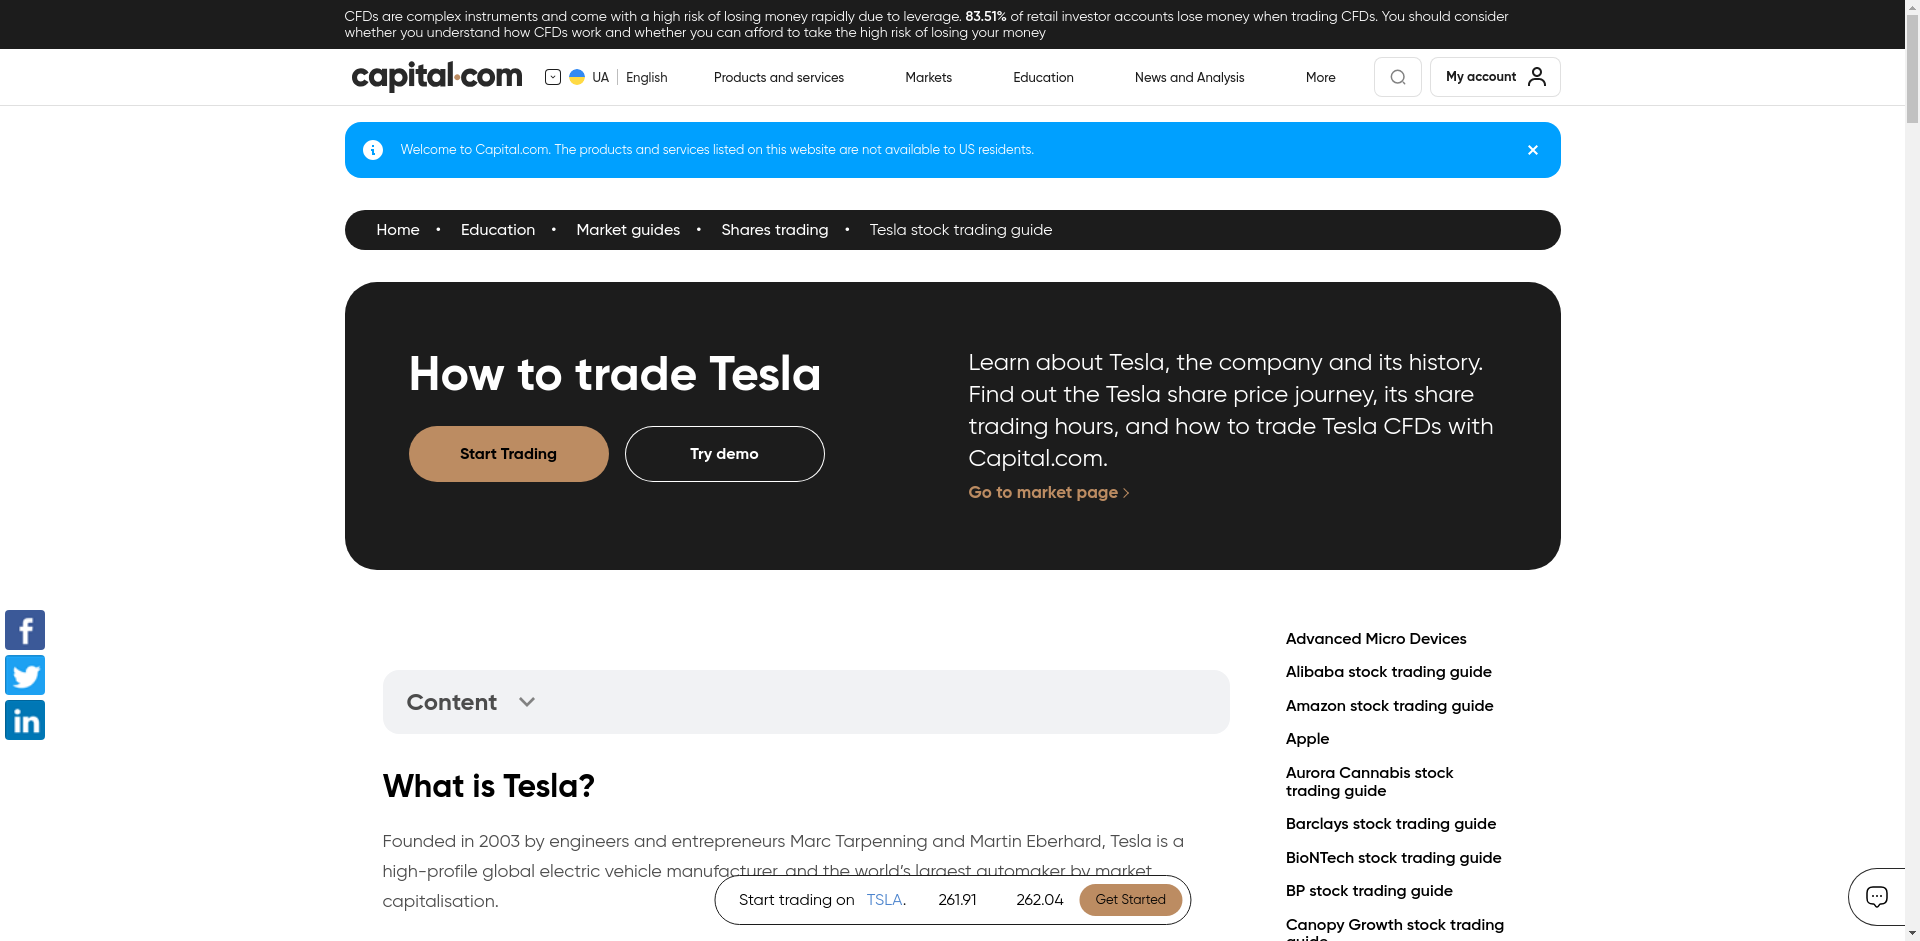 CFDs are complex instruments and come with a high risk of losing money rapidly due to leverage. 83.51% of retail investor accounts lose money when trading CFDs. You should consider
whether you understand how CFDs work and whether you can afford to take the high risk of losing your money
capital.com
UA | English
Products and services
Markets
Education
News and Analysis
More
My account
Welcome to Capital.com. The products and services listed on this website are not available to US residents.
Home • Education • Market guides • Shares trading • Tesla stock trading guide
How to trade Tesla
Start Trading
Try demo
Learn about Tesla, the company and its history.
Find out the Tesla share price journey, its share
trading hours, and how to trade Tesla CFDs with
Capital.com.
Go to market page
Content
What is Tesla?
Founded in 2003 by engineers and entrepreneurs Marc Tarpenning and Martin Eberhard, Tesla is a
high-profile global electric vehicle manufacturer, and the world's largest automaker by market
capitalisation.
Start trading on TSLA. 261.91 262.04 Get Started
Advanced Micro Devices
Alibaba stock trading guide
Amazon stock trading guide
Apple
Aurora Cannabis stock
trading guide
Barclays stock trading guide
BioNTech stock trading guide
BP stock trading guide
Canopy Growth stock trading
guide